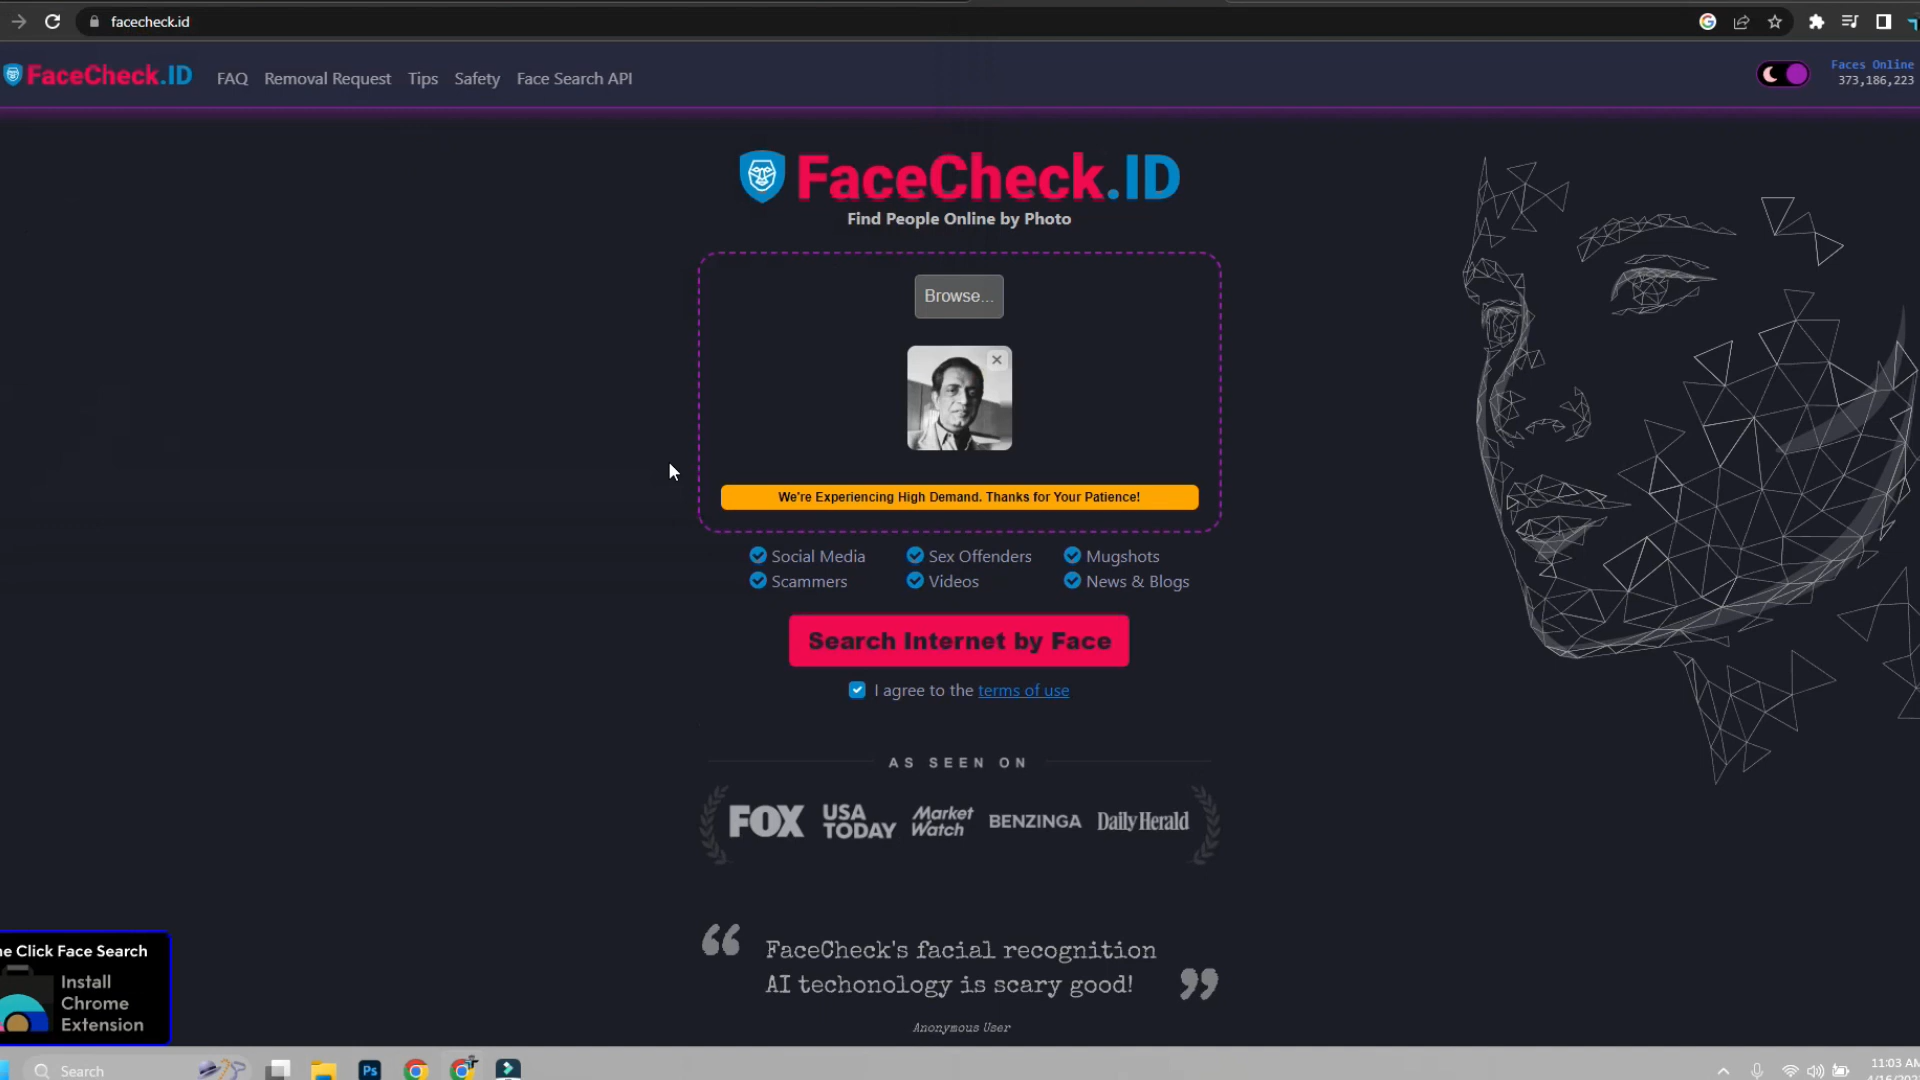 facecheck.id
FaceCheck.ID FAQ Removal Request Tips Safety Face Search API
Faces Online
373,186,223
FaceCheck.ID
Find People Online by Photo
Browse...
We're Experiencing High Demand. Thanks for Your Patience!
Social Media Sex Offenders Mugshots
Scammers Videos News & Blogs
Search Internet by Face
I agree to the terms of use
AS SEEN ON
FOX USA TODAY Market Watch BENZINGA Daily Herald
“ FaceCheck's facial recognition
AI techonology is scary good! ”
Anonymous User
Click Face Search
Install
Chrome
Extension
Search
Ps
11:03